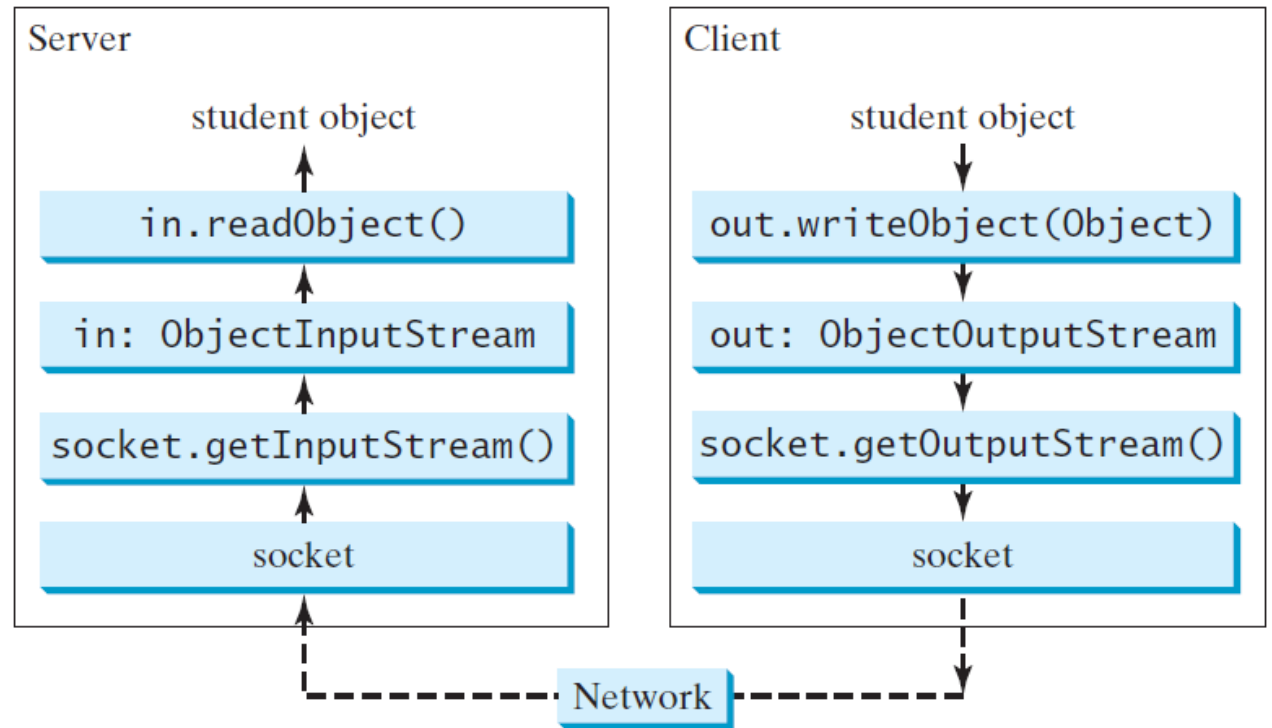 Server
student object
in.readObject()
in: ObjectInputStream
socket.getInputStream()
socket
Client
student object
out.writeObject(Object)
out: ObjectOutputStream
socket.getOutputStream()
socket
Network